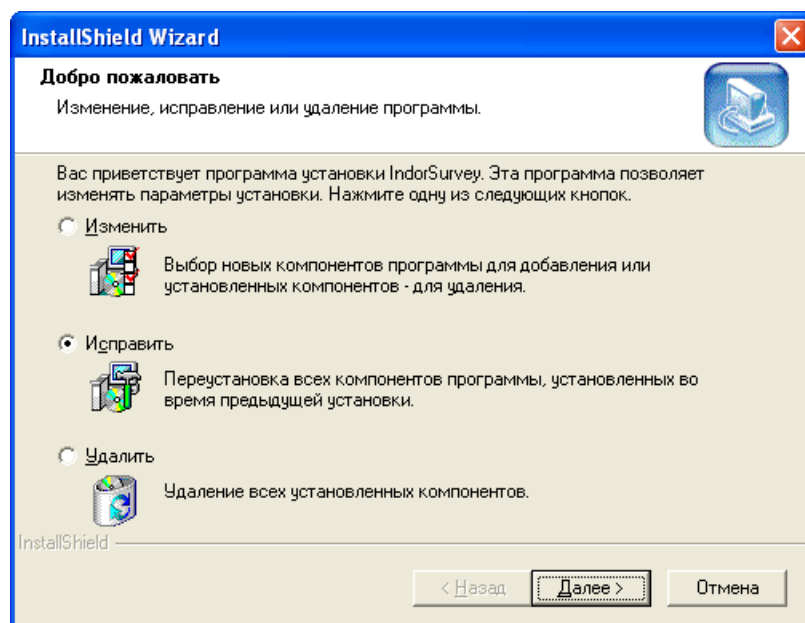 InstallShield Wizard
Добро пожаловать
Изменение, исправление или удаление программы.
Вас приветствует программа установки IndorSurvey. Эта программа позволяет
изменять параметры установки. Нажмите одну из следующих кнопок.
Изменить
Выбор новых компонентов программы для добавления или
установленных компонентов - для удаления.
Исправить
Переустановка всех компонентов программы, установленных во
время предыдущей установки.
Удалить
Удаление всех установленных компонентов.
InstallShield
< Назад Далее > Отмена